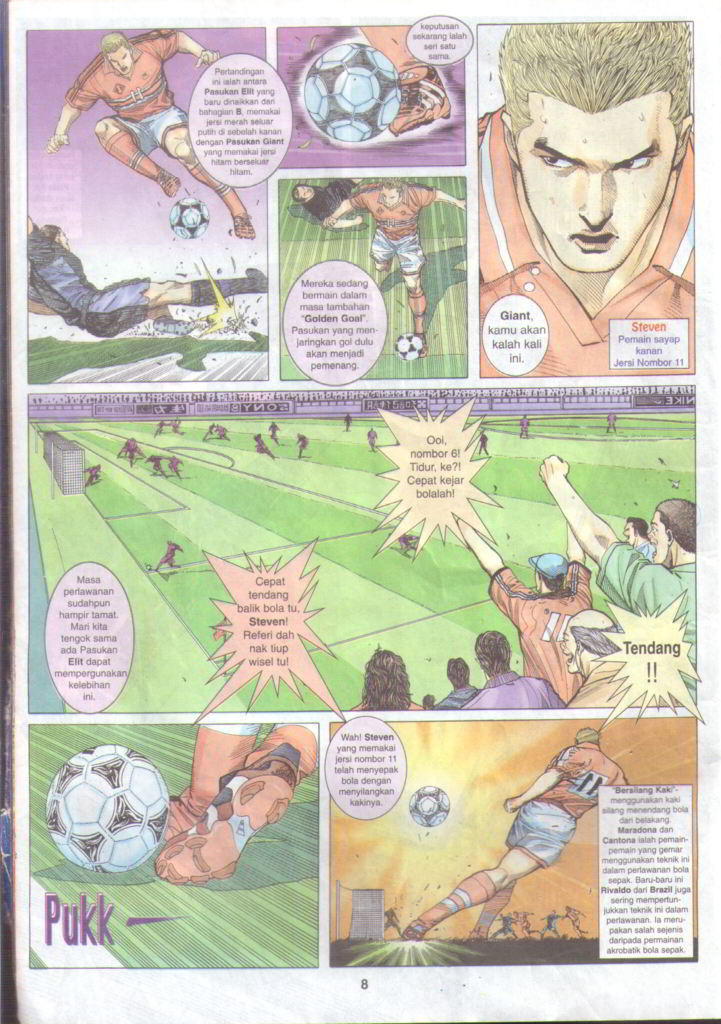 Pertandingan
ini ialah antara
Pasukan Elit yang
baru dinaikkan dari
bahagian B, memakai
jersi merah seluar
putih di sebelah kanan
dengan Pasukan Giant
yang memakai jersi
hitam berseluar
hitam.
keputusan
sekarang ialah
seri satu
sama.
Mereka sedang
bermain dalam
masa tambahan
"Golden Goal".
Pasukan yang men-
jaringkan gol dulu
akan menjadi
pemenang.
Giant,
kamu akan
kalah kali
ini.
Steven
Pemain sayap
kanan
Jersi Nombor 11
SONY
NIKE
Ooi,
nombor 6!
Tidur, ke?!
Cepat kejar
bolalah!
Masa
perlawanan
sudahpun
hampir tamat.
Mari kita
tengok sama
ada Pasukan
Elit dapat
mempergunakan
kelebihan
ini.
Cepat
tendang
balik bola tu,
Steven!
Referi dah
nak tiup
wisel tu!
11
Tendang
!!
Pukk
Wah! Steven
yang memakai
jersi nombor 11
telah menyepak
bola dengan
menyilangkan
kakinya.
11
"Bersilang Kaki"-
menggunakan kaki
silang menendang bola
dari belakang.
Maradona dan
Cantona ialah pemain-
pemain yang gemar
menggunakan teknik ini
dalam perlawanan bola
sepak. Baru-baru ini
Rivaldo dari Brazil juga
sering mempertun-
jukkan teknik ini dalam
perlawanan. Ia meru-
pakan salah sejenis
daripada permainan
akrobatik bola sepak.
8